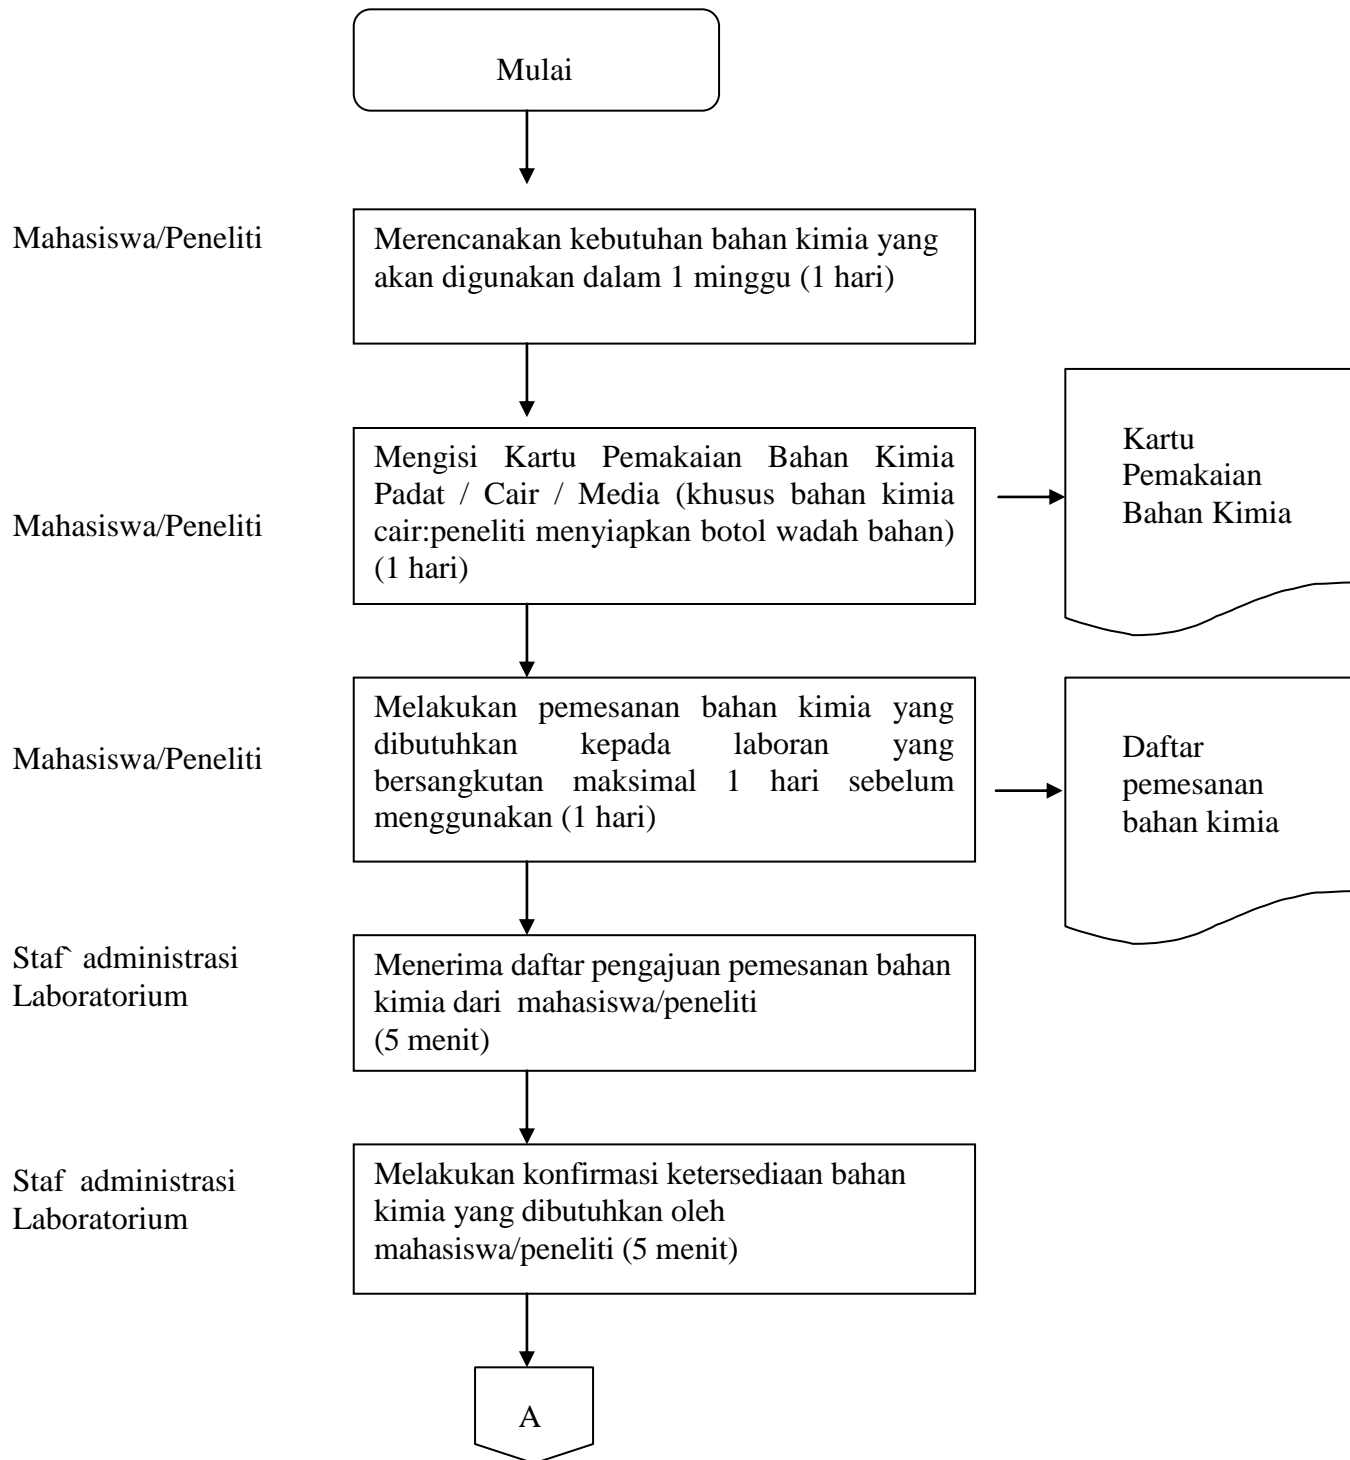 Mulai
Mahasiswa/Peneliti
Merencanakan kebutuhan bahan kimia yang
akan digunakan dalam 1 minggu (1 hari)
Mahasiswa/Peneliti
Mengisi Kartu Pemakaian Bahan Kimia
Padat / Cair / Media (khusus bahan kimia
cair:peneliti menyiapkan botol wadah bahan)
(1 hari)
Kartu
Pemakaian
Bahan Kimia
Mahasiswa/Peneliti
Melakukan pemesanan bahan kimia yang
dibutuhkan kepada laboran yang
bersangkutan maksimal 1 hari sebelum
menggunakan (1 hari)
Daftar
pemesanan
bahan kimia
Staf` administrasi
Laboratorium
Menerima daftar pengajuan pemesanan bahan
kimia dari  mahasiswa/peneliti
(5 menit)
Staf  administrasi
Laboratorium
Melakukan konfirmasi ketersediaan bahan
kimia yang dibutuhkan oleh
mahasiswa/peneliti (5 menit)
A